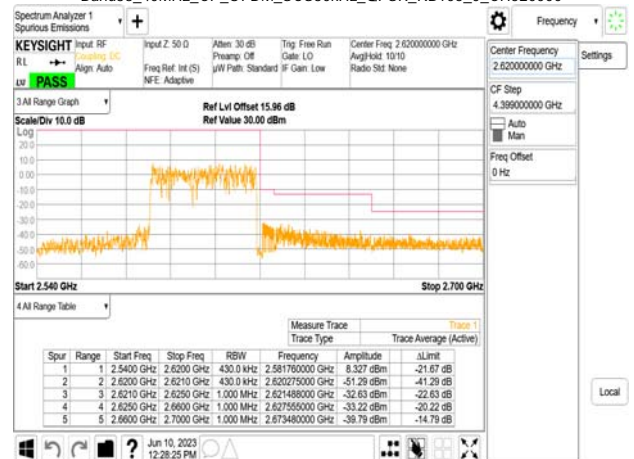 Spectrum Analyzer 1
Spurious Emissions
Frequency
KEYSIGHT Input: RF Input Z: 50 Ω Atten: 30 dB Trig: Free Run Center Freq: 2.620000000 GHz
RL Coupling: DC Preamp: Off Gate: LO Avg|Hold: 10/10
Align: Auto Freq Ref: Int (S) µW Path: Standard IF Gain: Low Radio Std: None
NFE: Adaptive
PASS
Center Frequency
2.620000000 GHz
Settings
CF Step
4.399000000 GHz
Auto
Man
Freq Offset
0 Hz
3 All Range Graph
Ref Lvl Offset 15.96 dB
Scale/Div 10.0 dB Ref Value 30.00 dBm
Log
20.0
10.0
0.00
-10.0
-20.0
-30.0
-40.0
-50.0
-60.0
Start 2.540 GHz Stop 2.700 GHz
4 All Range Table
Measure Trace Trace 1
Trace Type Trace Average (Active)
Spur Range Start Freq Stop Freq RBW Frequency Amplitude ΔLimit
1 1 2.5400 GHz 2.6200 GHz 430.0 kHz 2.581760000 GHz 8.327 dBm -21.67 dB
2 2 2.6200 GHz 2.6210 GHz 430.0 kHz 2.620275000 GHz -51.29 dBm -41.29 dB
3 3 2.6210 GHz 2.6250 GHz 1.000 MHz 2.621488000 GHz -32.63 dBm -22.63 dB
4 4 2.6250 GHz 2.6600 GHz 1.000 MHz 2.627555000 GHz -33.22 dBm -20.22 dB
5 5 2.6600 GHz 2.7000 GHz 1.000 MHz 2.673480000 GHz -39.79 dBm -14.79 dB
Local
Jun 10, 2023
12:28:25 PM